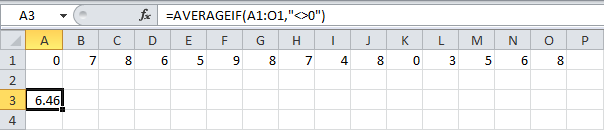 A3 fx =AVERAGEIF(A1:O1,"<>0")
A B C D E F G H I J K L M N O P
1 0 7 8 6 5 9 8 7 4 8 0 3 5 6 8
2
3 6.46
4